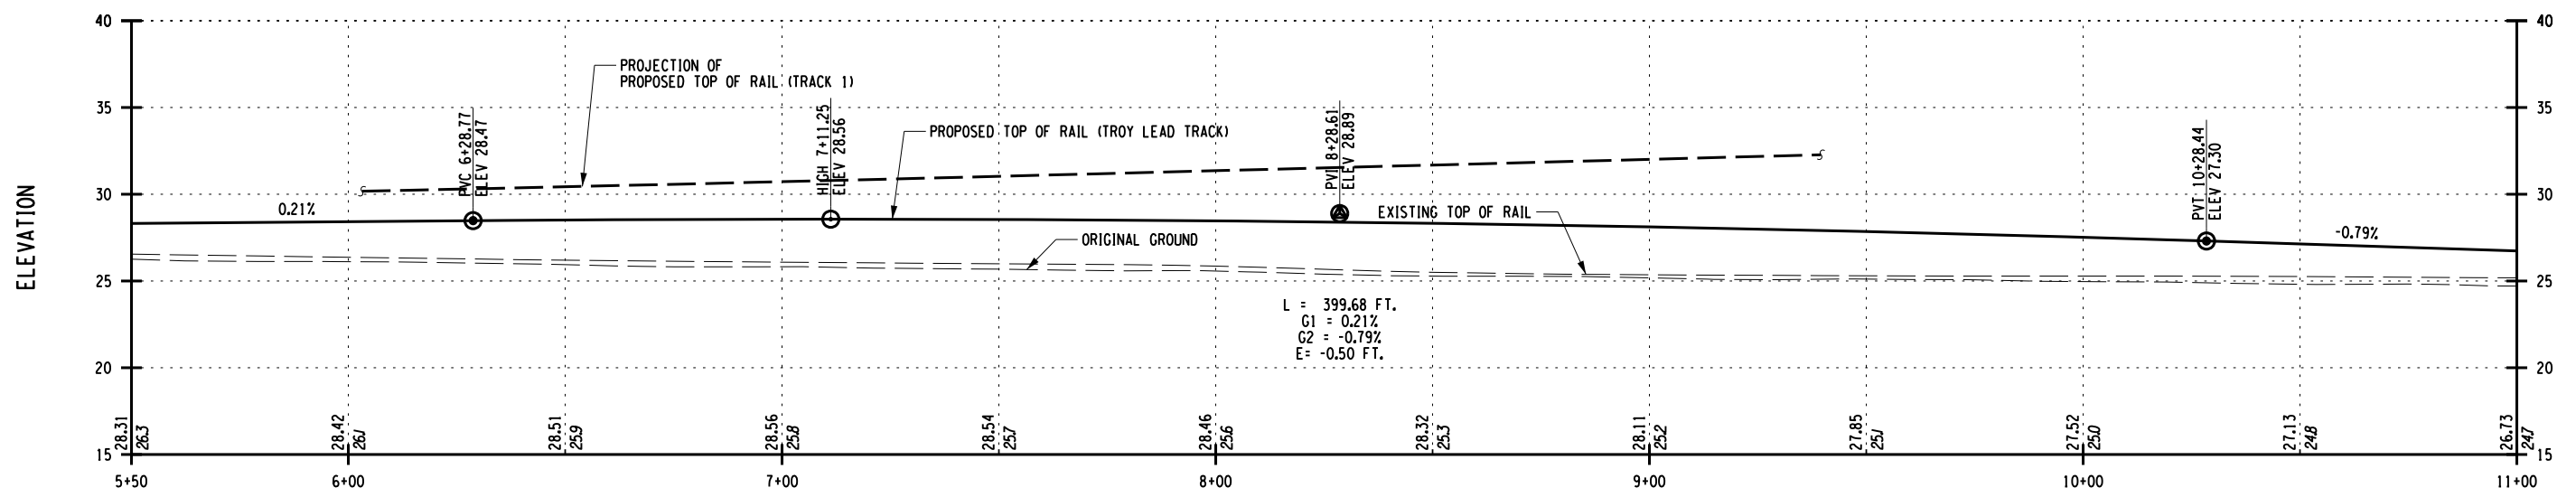 ELEVATION
40
40
35
35
30
30
25
25
20
20
15
15
PROJECTION OF
PROPOSED TOP OF RAIL (TRACK 1)
PROPOSED TOP OF RAIL (TROY LEAD TRACK)
0.21%
PVC 6+28.77
ELEV 28.47
HIGH 7+11.25
ELEV 28.56
PVI 8+28.61
ELEV 28.89
PVT 10+28.44
ELEV 27.30
EXISTING TOP OF RAIL
-0.79%
ORIGINAL GROUND
L = 399.68 FT.
G1 = 0.21%
G2 = -0.79%
E= -0.50 FT.
28.31
26.3
28.42
26.1
28.51
25.9
28.56
25.8
28.54
25.7
28.46
25.6
28.32
25.3
28.11
25.2
27.85
25.1
27.52
25.0
27.13
24.8
26.73
24.7
5+50
6+00
7+00
8+00
9+00
10+00
11+00